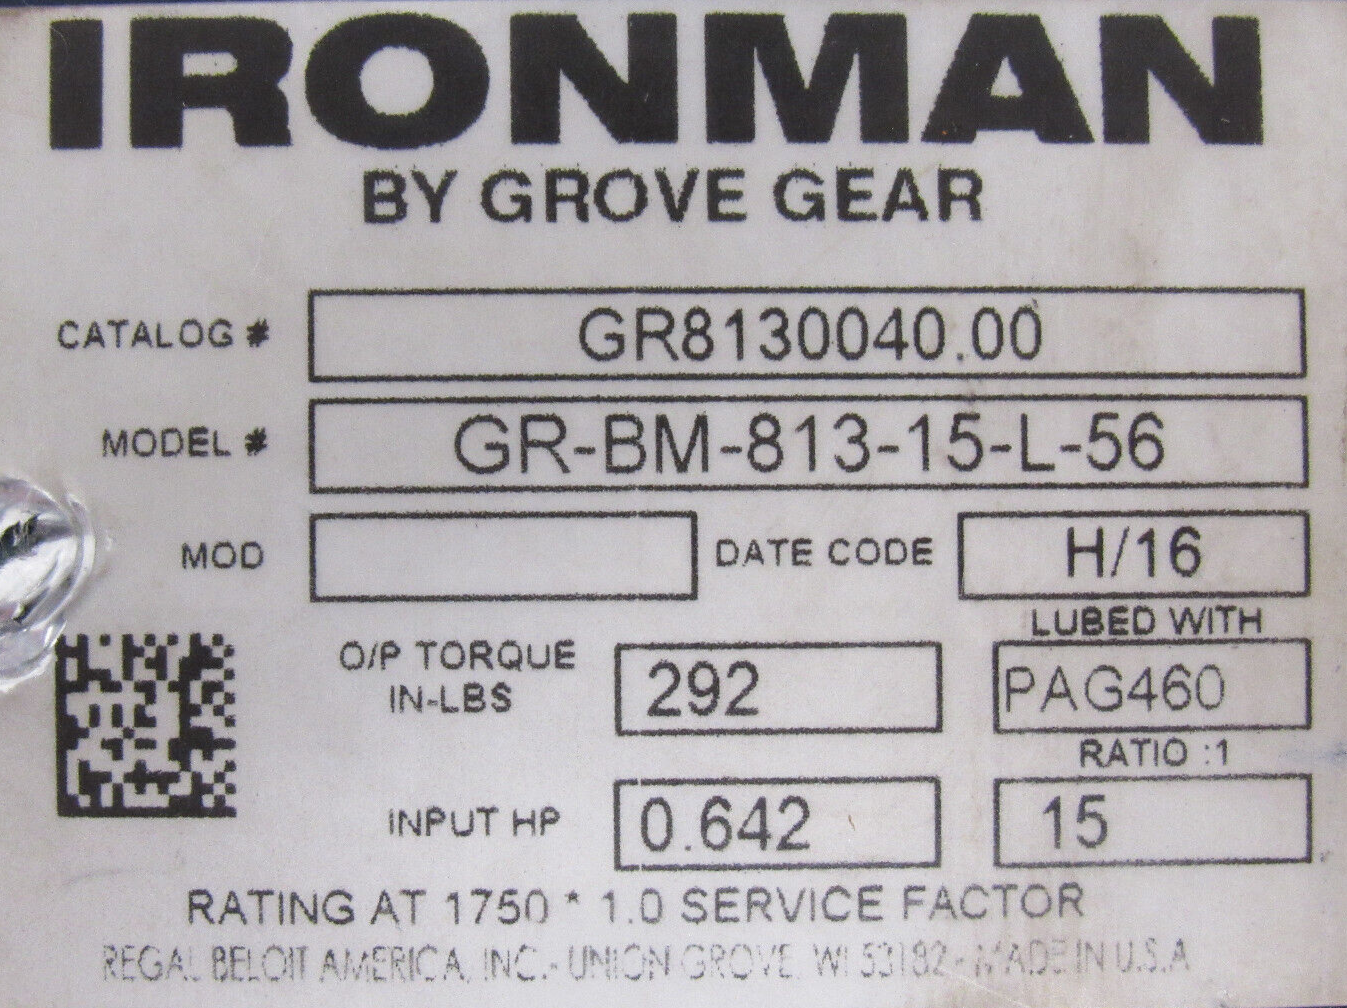 IRONMAN
BY GROVE GEAR
CATALOG # GR8130040.00
MODEL # GR-BM-813-15-L-56
MOD DATE CODE H/16
LUBED WITH
O/P TORQUE
IN-LBS 292 PAG460
RATIO :1
INPUT HP 0.642 15
RATING AT 1750 * 1.0 SERVICE FACTOR
REGAL BELOIT AMERICA, INC.- UNION GROVE, WI 53182 - MADE IN U.S.A